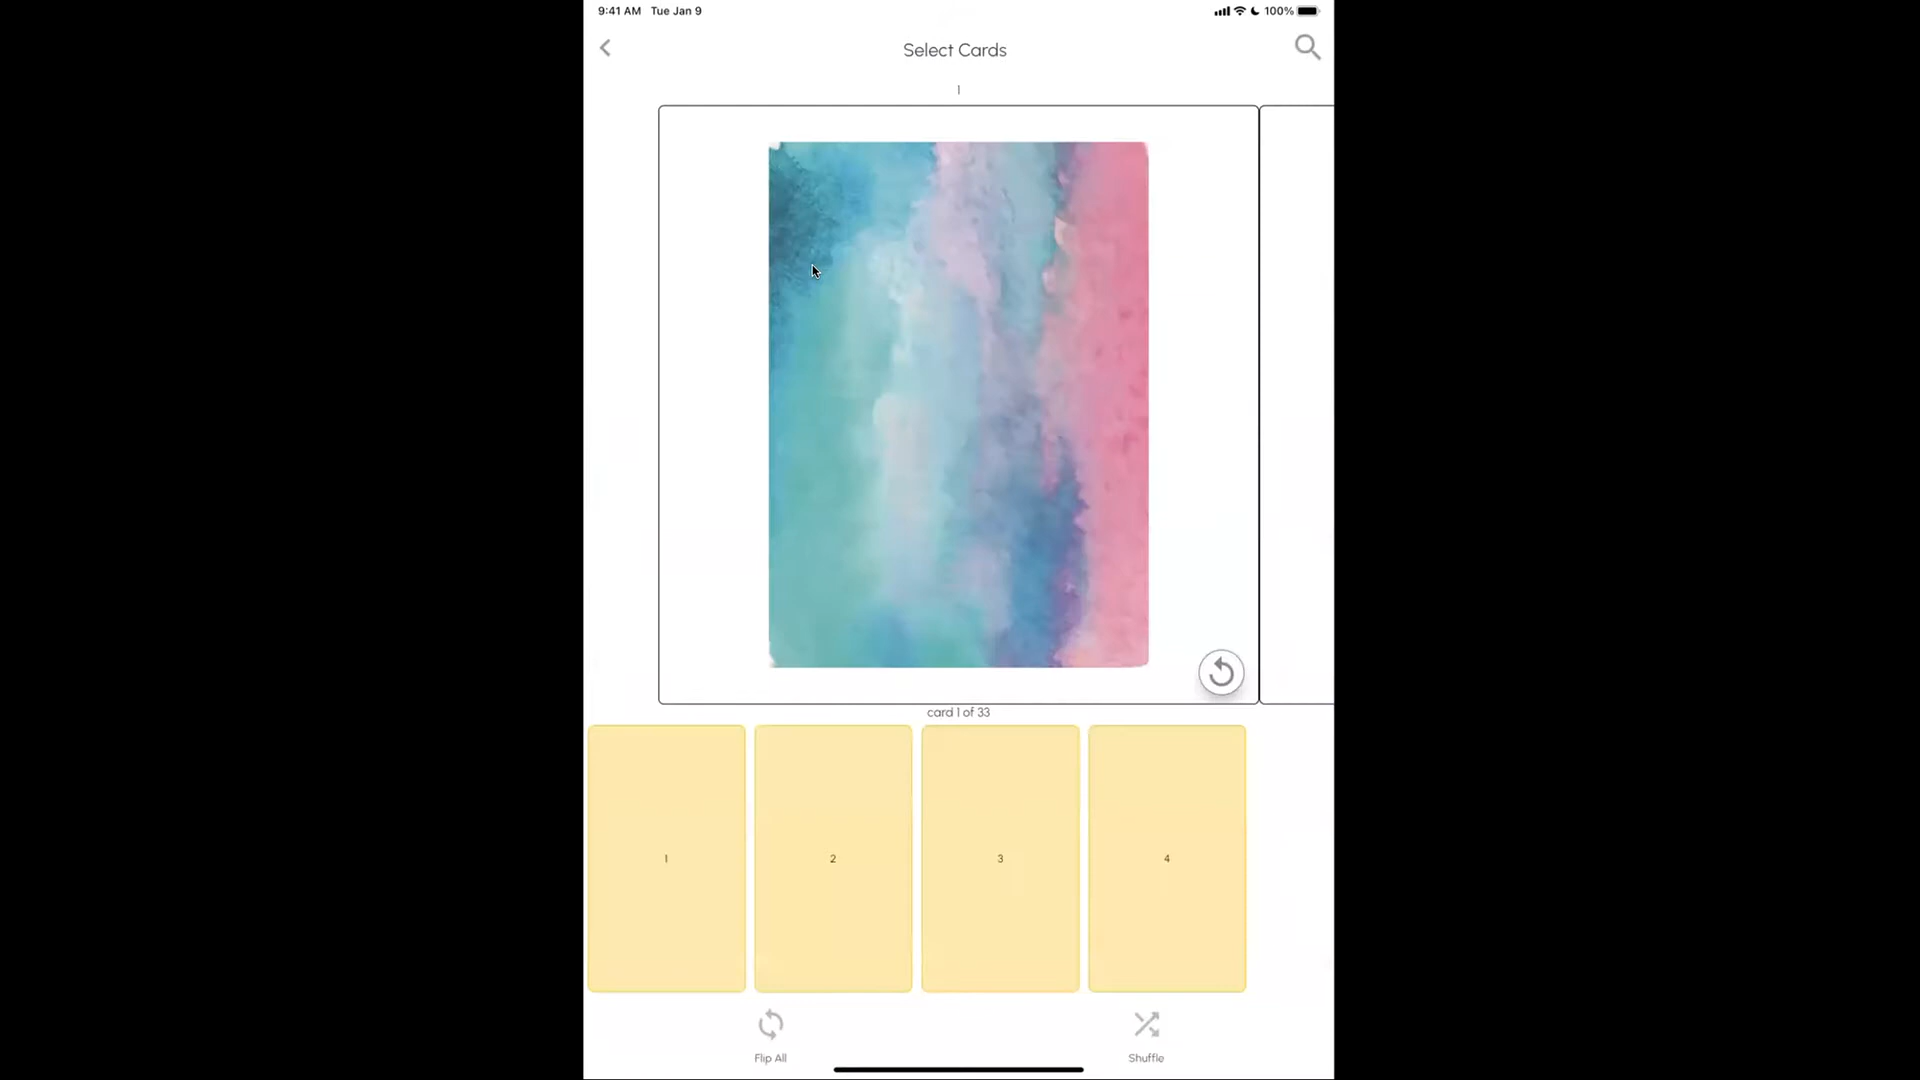 9:41 AM Tue Jan 9 100%
Select Cards
1
card 1 of 33
1 2 3 4
Flip All Shuffle